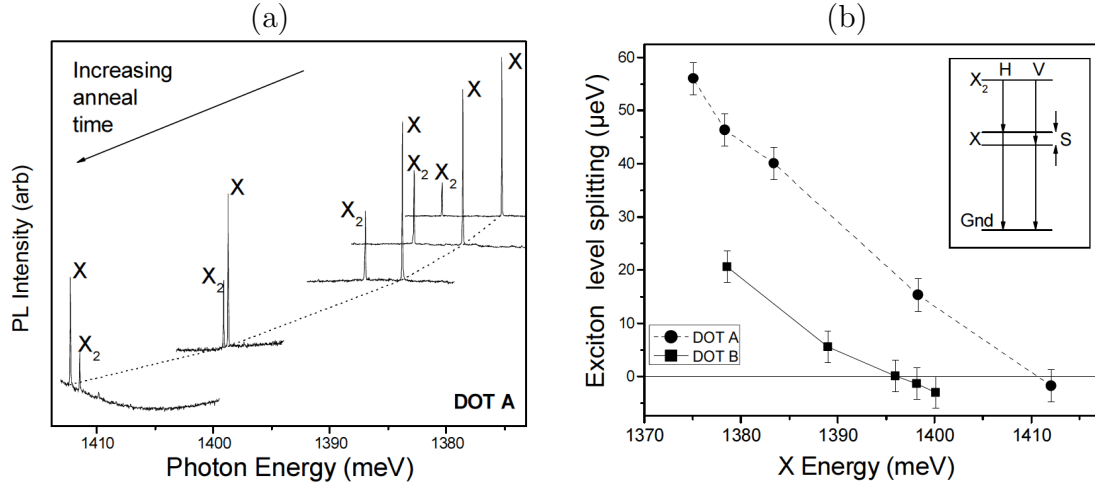 (a)
Increasing
anneal
time
X
X
X
X₂
X₂
X
X₂
X
X₂
X₂
DOT A
PL Intensity (arb)
1410
1400
1390
1380
Photon Energy (meV)
(b)
60
50
40
30
20
10
0
1370
1380
1390
1400
1410
Exciton level splitting (µeV)
X Energy (meV)
DOT A
DOT B
H
V
X₂
X
S
Gnd